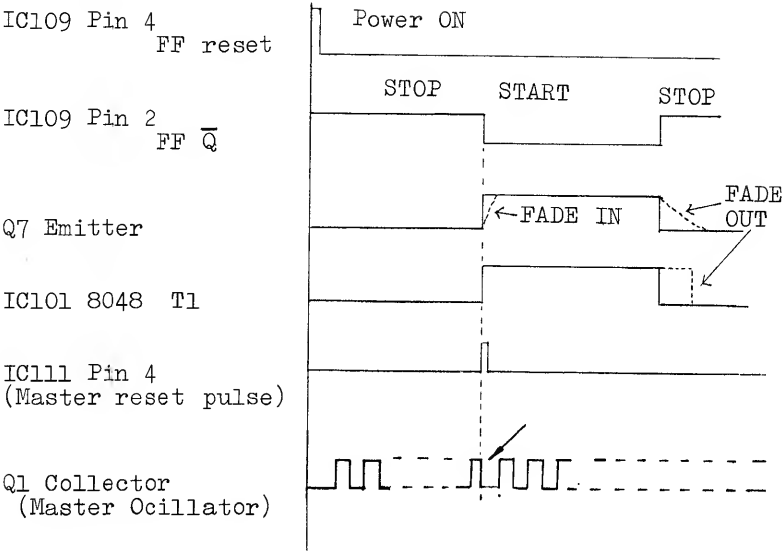 IC109 Pin 4
FF reset
Power ON
STOP START STOP
IC109 Pin 2
FF Q̅
Q7 Emitter
FADE IN
FADE
OUT
IC101 8048 T1
IC111 Pin 4
(Master reset pulse)
Q1 Collector
(Master Ocillator)